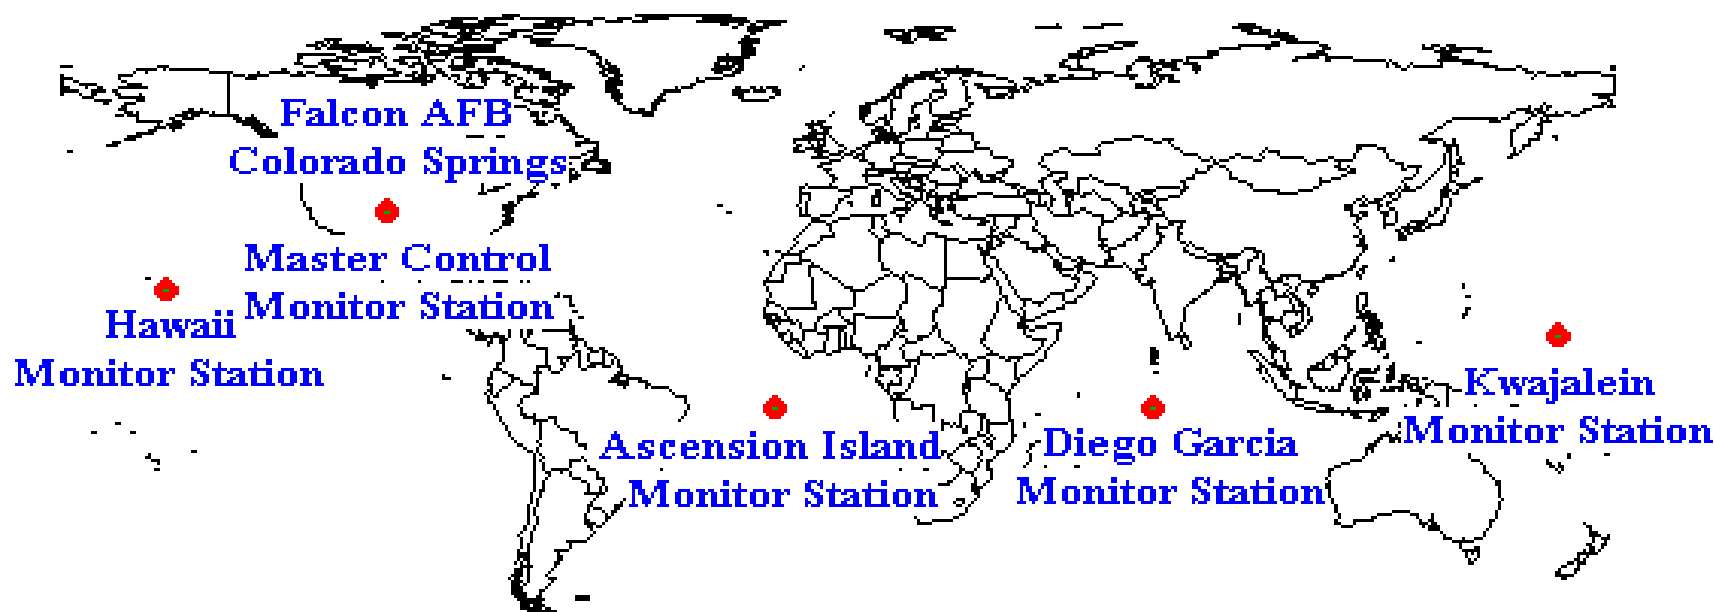 Falcon AFB
Colorado Springs
Master Control
Monitor Station
Hawaii
Monitor Station
Ascension Island
Monitor Station
Diego Garcia
Monitor Station
Kwajalein
Monitor Station